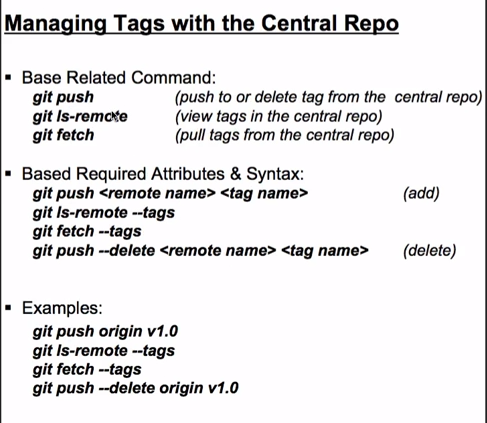 Managing Tags with the Central Repo
▪ Base Related Command:
git push (push to or delete tag from the central repo)
git ls-remote (view tags in the central repo)
git fetch (pull tags from the central repo)
▪ Based Required Attributes & Syntax:
git push <remote name> <tag name> (add)
git ls-remote --tags
git fetch --tags
git push --delete <remote name> <tag name> (delete)
▪ Examples:
git push origin v1.0
git ls-remote --tags
git fetch --tags
git push --delete origin v1.0